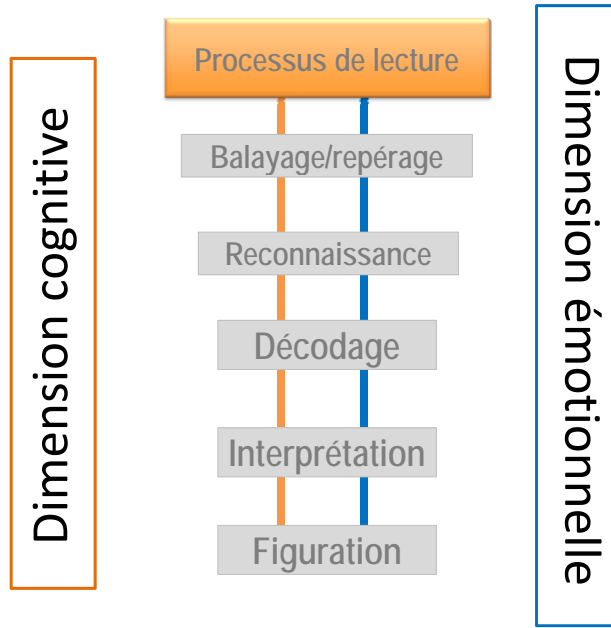 Processus de lecture
Dimension cognitive
Dimension émotionnelle
Balayage/repérage
Reconnaissance
Décodage
Interprétation
Figuration